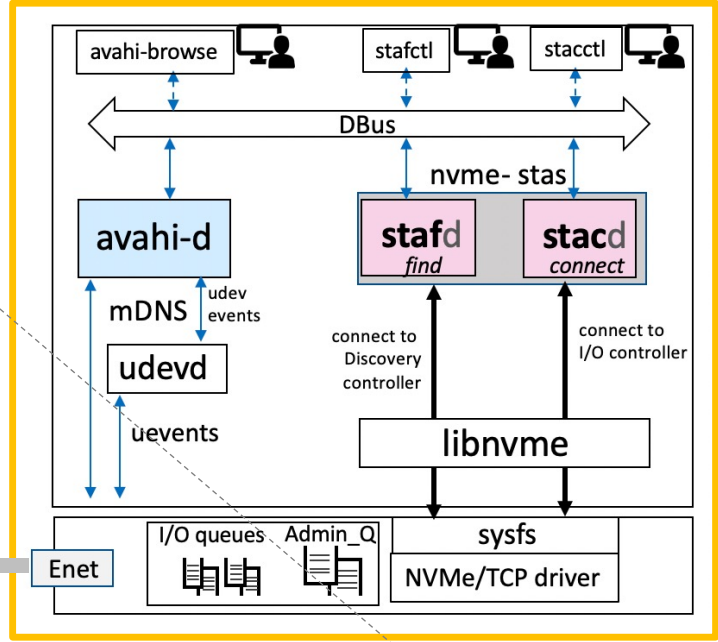 avahi-browse
stafctl
stacctl
DBus
nvme- stas
avahi-d
stafd
find
stacd
connect
mDNS
udev
events
udevd
uevents
connect to
Discovery
controller
connect to
I/O controller
libnvme
I/O queues
Admin_Q
sysfs
NVMe/TCP driver
Enet